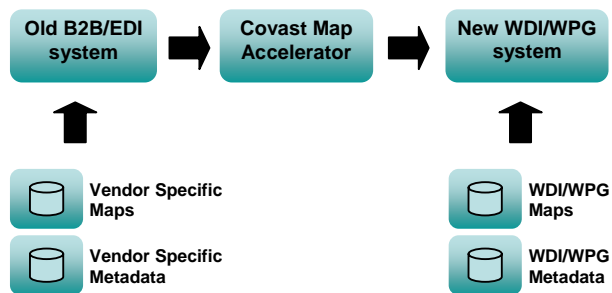 Old B2B/EDI
system
Covast Map
Accelerator
New WDI/WPG
system
Vendor Specific
Maps
Vendor Specific
Metadata
WDI/WPG
Maps
WDI/WPG
Metadata